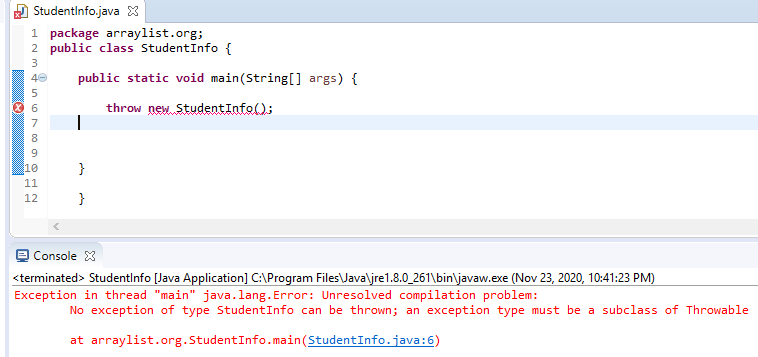 StudentInfo.java
1 package arraylist.org;
2 public class StudentInfo {
3
4 public static void main(String[] args) {
5
6 throw new StudentInfo();
7
8
9
10 }
11
12 }
Console
<terminated> StudentInfo [Java Application] C:\Program Files\Java\jre1.8.0_261\bin\javaw.exe (Nov 23, 2020, 10:41:23 PM)
Exception in thread "main" java.lang.Error: Unresolved compilation problem:
No exception of type StudentInfo can be thrown; an exception type must be a subclass of Throwable
at arraylist.org.StudentInfo.main(StudentInfo.java:6)